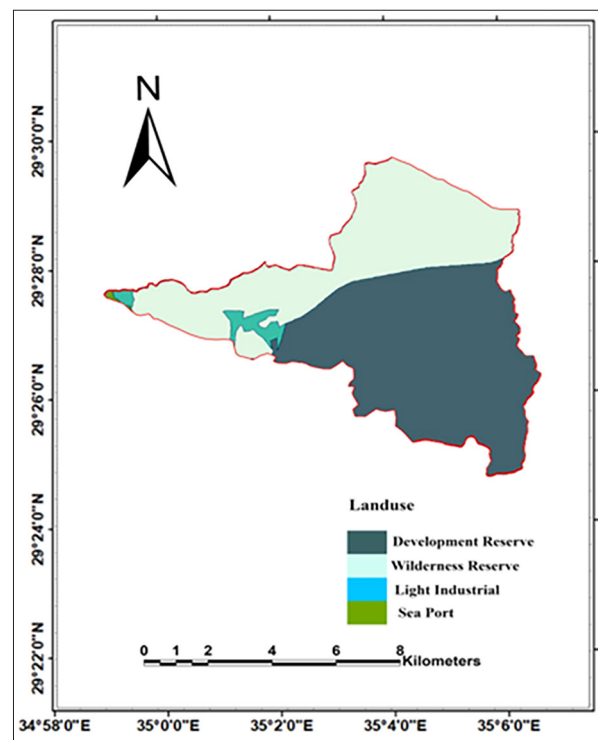 N
29°30'0"N
29°28'0"N
29°26'0"N
29°24'0"N
29°22'0"N
Landuse
Development Reserve
Wilderness Reserve
Light Industrial
Sea Port
0 1 2 4 6 8
Kilometers
34°58'0"E 35°0'0"E 35°2'0"E 35°4'0"E 35°6'0"E